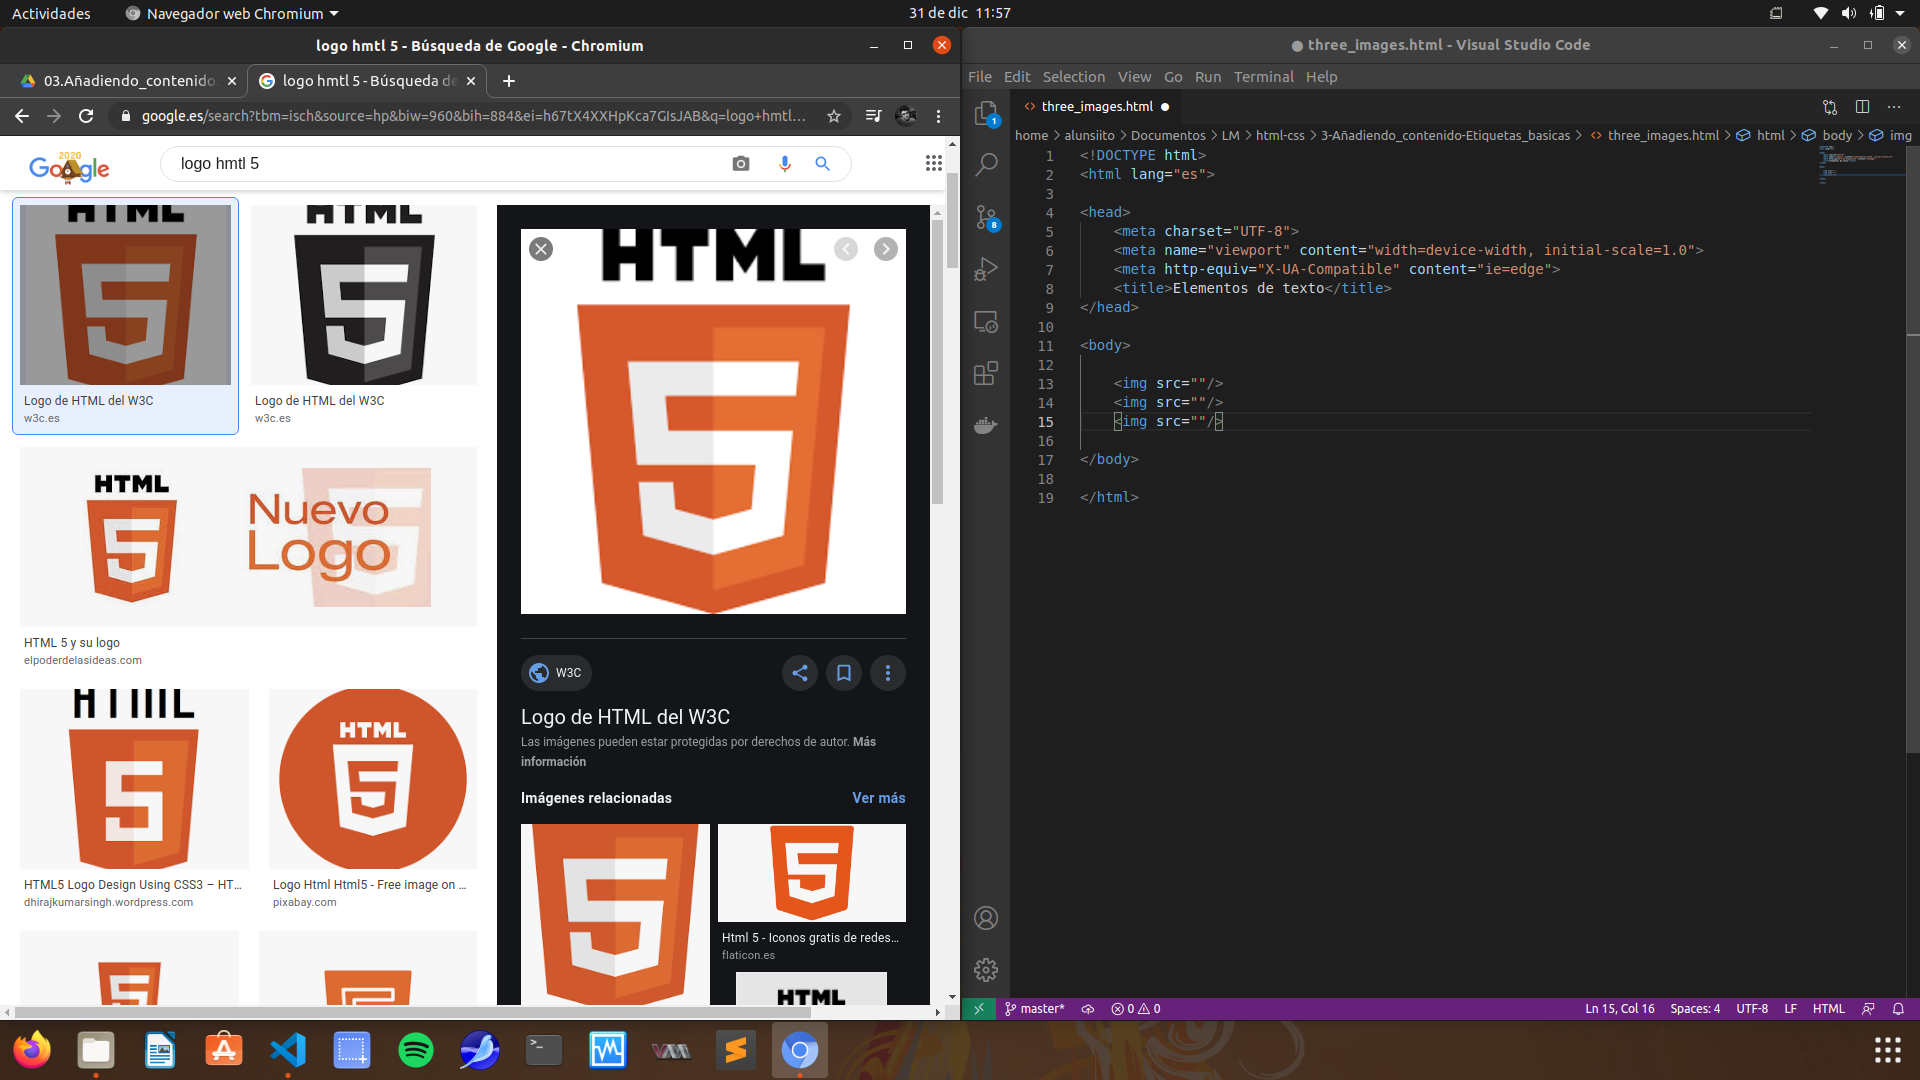 Actividades
Navegador web Chromium
31 de dic 11:57
logo hmtl 5 - Búsqueda de Google - Chromium
03.Añadiendo_contenido.
logo hmtl 5 - Búsqueda de
google.es/search?tbm=isch&source=hp&biw=960&bih=884&ei=h67tX4XXHpKca7GIsJAB&q=logo+hmtl...
2020
Google
logo hmtl 5
HTML
5
Logo de HTML del W3C
w3c.es
HTML
5
Logo de HTML del W3C
w3c.es
HTML
5
Nuevo
Logo
HTML 5 y su logo
elpoderdelasideas.com
HTML
5
HTML5 Logo Design Using CSS3 – HT...
dhirajkumarsingh.wordpress.com
HTML
5
Logo Html Html5 - Free image on ...
pixabay.com
HTML
5
W3C
Logo de HTML del W3C
Las imágenes pueden estar protegidas por derechos de autor. Más
información
Imágenes relacionadas
Ver más
5
5
Html 5 - Iconos gratis de redes...
flaticon.es
HTML
three_images.html - Visual Studio Code
File Edit Selection View Go Run Terminal Help
1
8
three_images.html
home > alunsiito > Documentos > LM > html-css > 3-Añadiendo_contenido-Etiquetas_basicas > three_images.html > html > body > img
1 <!DOCTYPE html>
2 <html lang="es">
3
4 <head>
5 <meta charset="UTF-8">
6 <meta name="viewport" content="width=device-width, initial-scale=1.0">
7 <meta http-equiv="X-UA-Compatible" content="ie=edge">
8 <title>Elementos de texto</title>
9 </head>
10
11 <body>
12
13 <img src=""/>
14 <img src=""/>
15 <img src=""/>
16
17 </body>
18
19 </html>
master* 0 0
Ln 15, Col 16 Spaces: 4 UTF-8 LF HTML